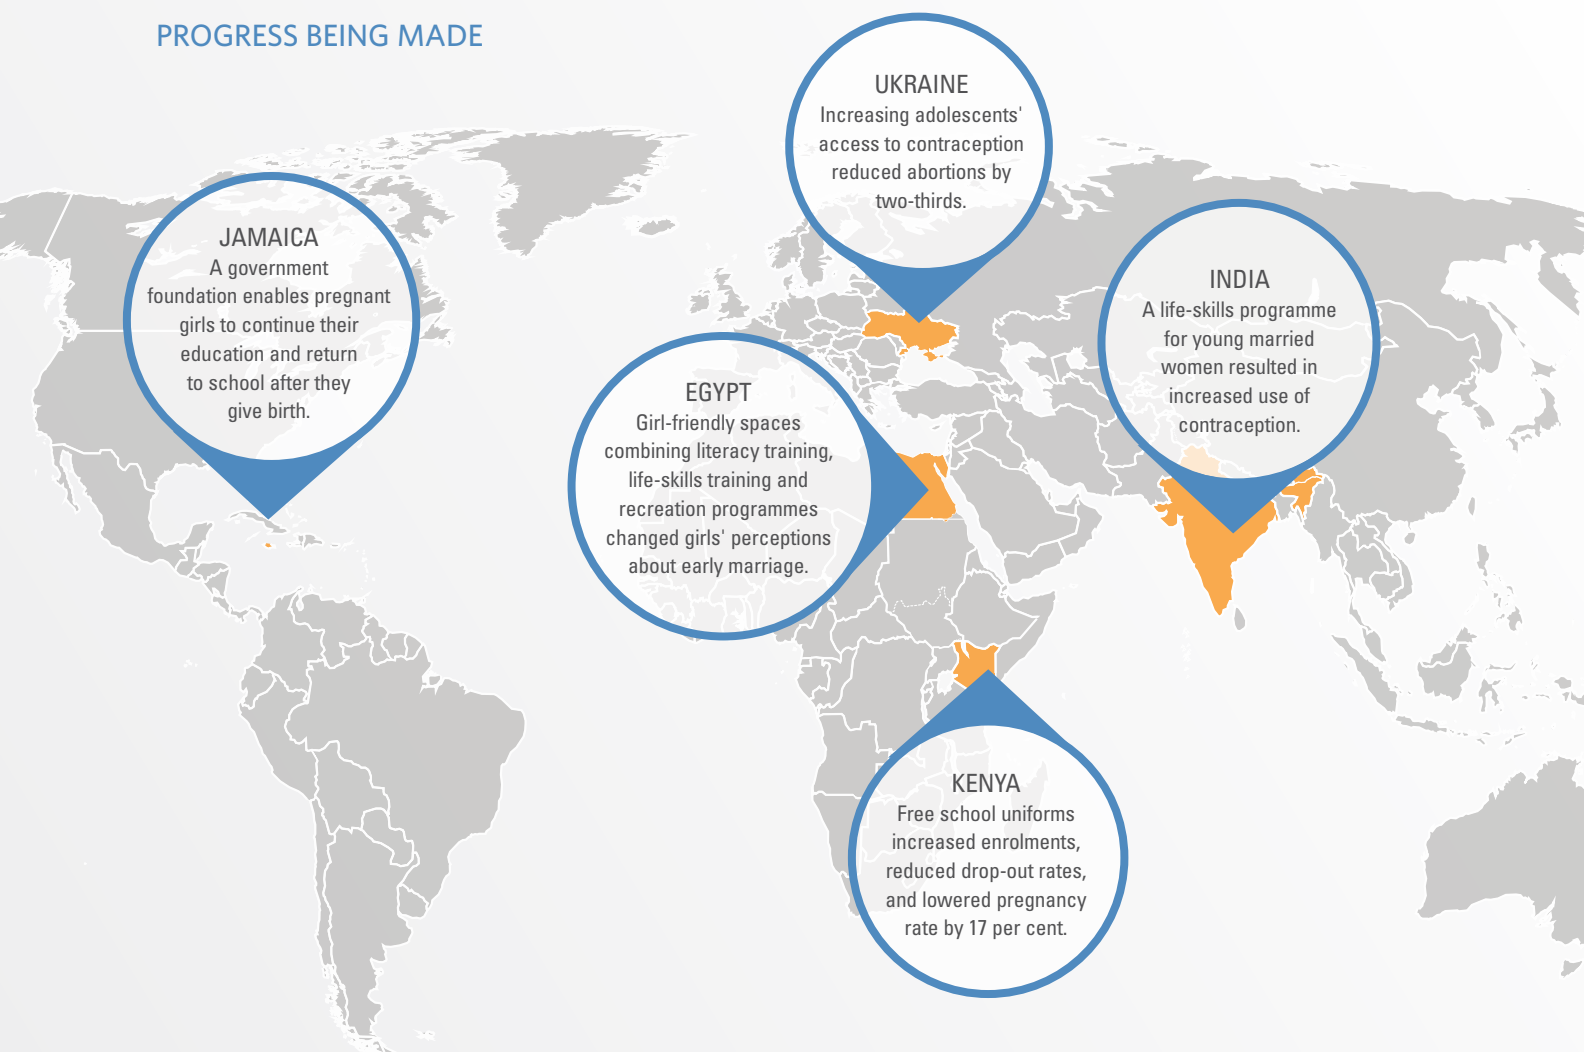 PROGRESS BEING MADE
UKRAINE
Increasing adolescents'
access to contraception
reduced abortions by
two-thirds.
JAMAICA
A government
foundation enables pregnant
girls to continue their
education and return
to school after they
give birth.
INDIA
A life-skills programme
for young married
women resulted in
increased use of
contraception.
EGYPT
Girl-friendly spaces
combining literacy training,
life-skills training and
recreation programmes
changed girls' perceptions
about early marriage.
KENYA
Free school uniforms
increased enrolments,
reduced drop-out rates,
and lowered pregnancy
rate by 17 per cent.